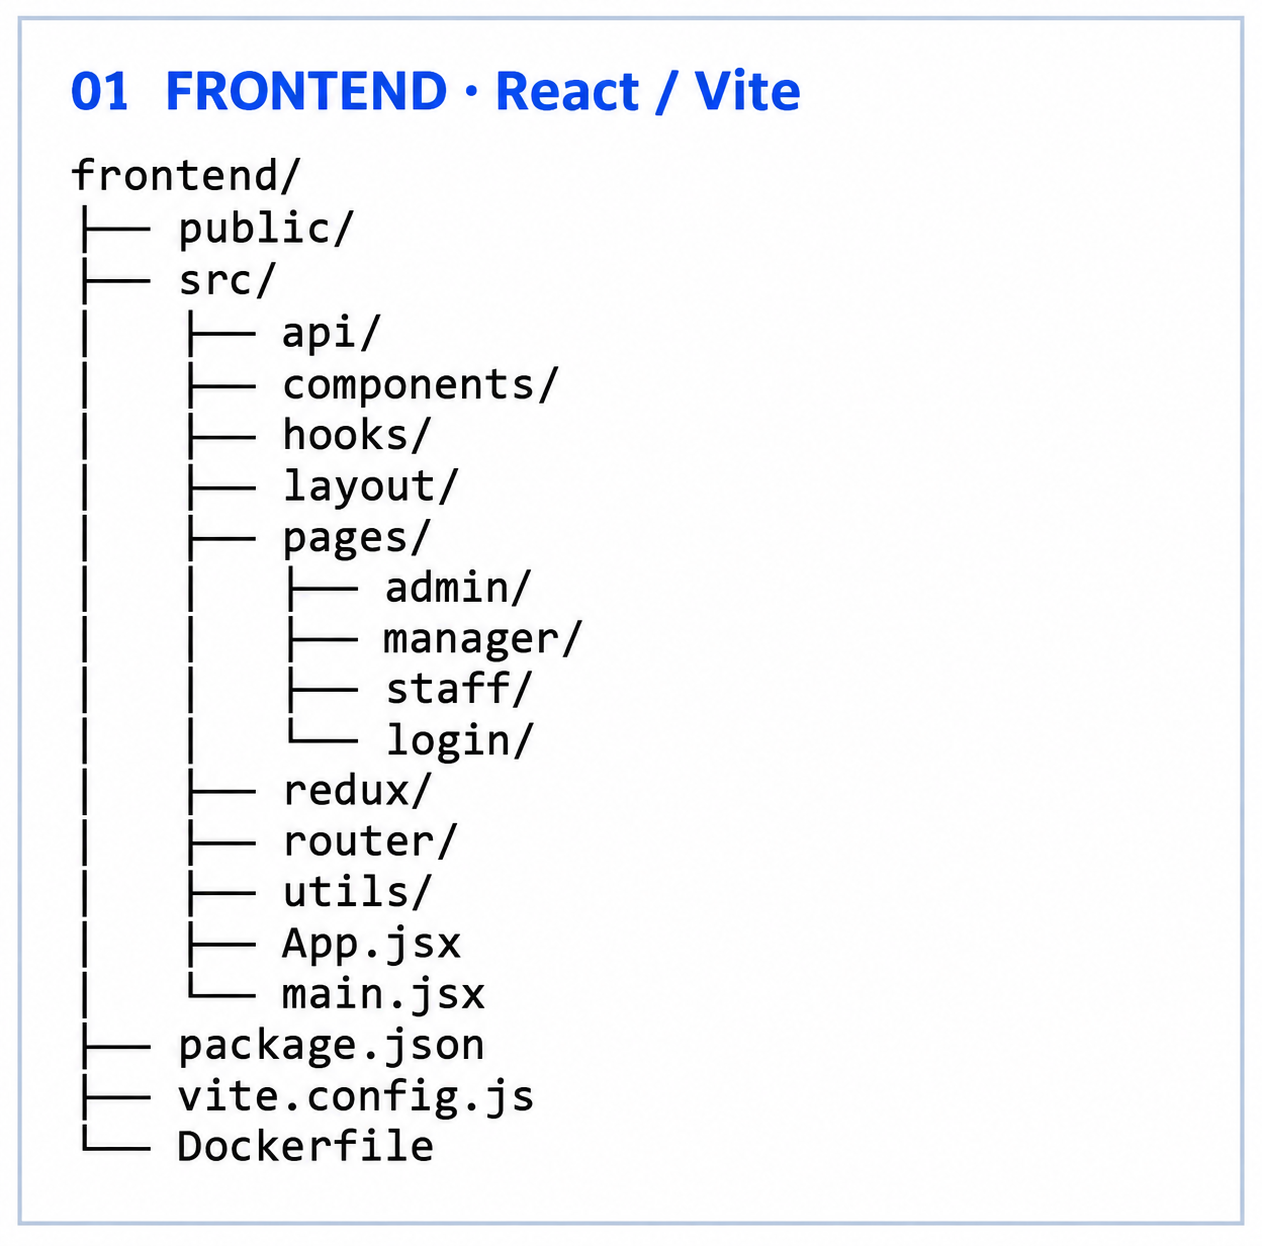 01 FRONTEND · React / Vite
frontend/
├── public/
├── src/
│   ├── api/
│   ├── components/
│   ├── hooks/
│   ├── layout/
│   ├── pages/
│   │   ├── admin/
│   │   ├── manager/
│   │   ├── staff/
│   │   └── login/
│   ├── redux/
│   ├── router/
│   ├── utils/
│   ├── App.jsx
│   └── main.jsx
├── package.json
├── vite.config.js
└── Dockerfile